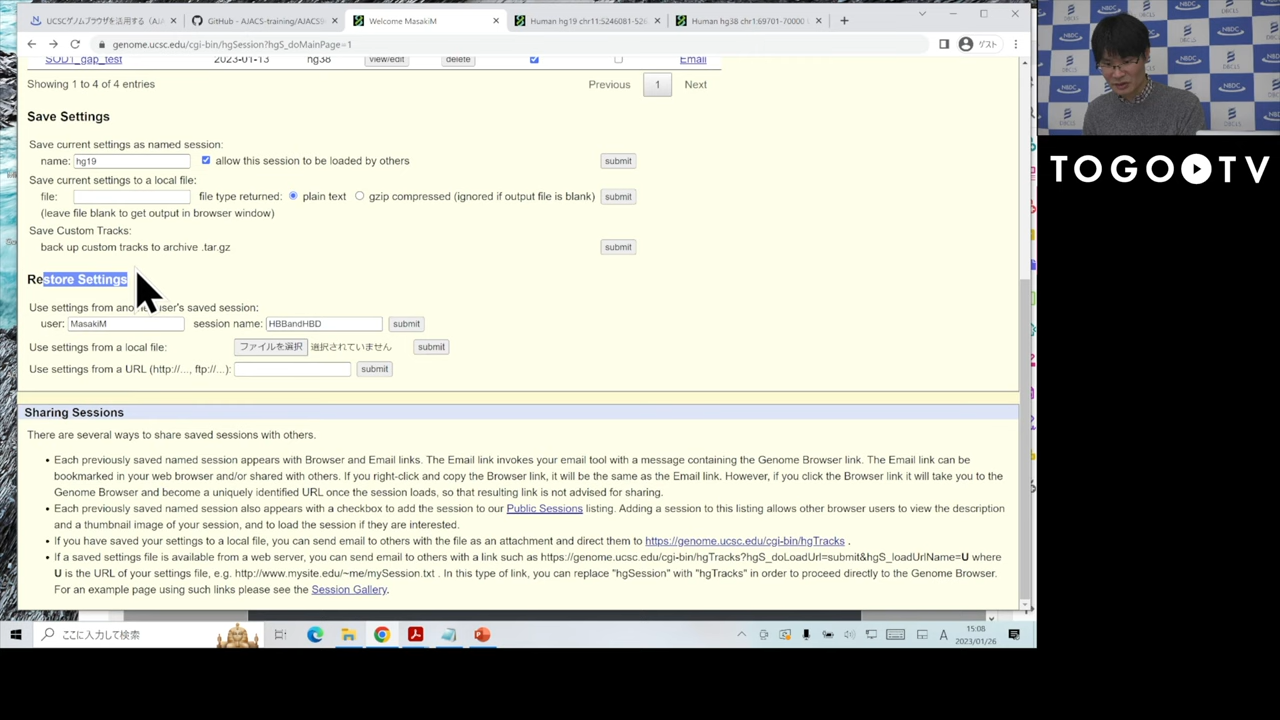 UCSCゲノムブラウザを活用する（AJ
GitHub - AJACS-training/AJACS9
Welcome MasakiM
Human hg19 chr11:5246081-526
Human hg38 chr1:69701-70000
genome.ucsc.edu/cgi-bin/hgSession?hgS_doMainPage=1
ゲスト
SOD1_gap_test 2023-01-13 hg38 view/edit delete Email
Showing 1 to 4 of 4 entries Previous 1 Next
Save Settings
Save current settings as named session:
name: hg19 allow this session to be loaded by others submit
Save current settings to a local file:
file: file type returned: plain text gzip compressed (ignored if output file is blank) submit
(leave file blank to get output in browser window)
Save Custom Tracks:
back up custom tracks to archive .tar.gz submit
Restore Settings
Use settings from user's saved session:
user: MasakiM session name: HBBandHBD submit
Use settings from a local file: ファイルを選択 選択されていません submit
Use settings from a URL (http://..., ftp://...): submit
Sharing Sessions
There are several ways to share saved sessions with others.
• Each previously saved named session appears with Browser and Email links. The Email link invokes your email tool with a message containing the Genome Browser link. The Email link can be
bookmarked in your web browser and/or shared with others. If you right-click and copy the Browser link, it will be the same as the Email link. However, if you click the Browser link it will take you to the
Genome Browser and become a uniquely identified URL once the session loads, so that resulting link is not advised for sharing.
• Each previously saved named session also appears with a checkbox to add the session to our Public Sessions listing. Adding a session to this listing allows other browser users to view the description
and a thumbnail image of your session, and to load the session if they are interested.
• If you have saved your settings to a local file, you can send email to others with the file as an attachment and direct them to https://genome.ucsc.edu/cgi-bin/hgTracks .
• If a saved settings file is available from a web server, you can send email to others with a link such as https://genome.ucsc.edu/cgi-bin/hgTracks?hgS_doLoadUrl=submit&hgS_loadUrlName=U where
U is the URL of your settings file, e.g. http://www.mysite.edu/~me/mySession.txt . In this type of link, you can replace "hgSession" with "hgTracks" in order to proceed directly to the Genome Browser.
For an example page using such links please see the Session Gallery.
ここに入力して検索
A
15:08
2023/01/26
NBDC
DBCLS
TOGO TV